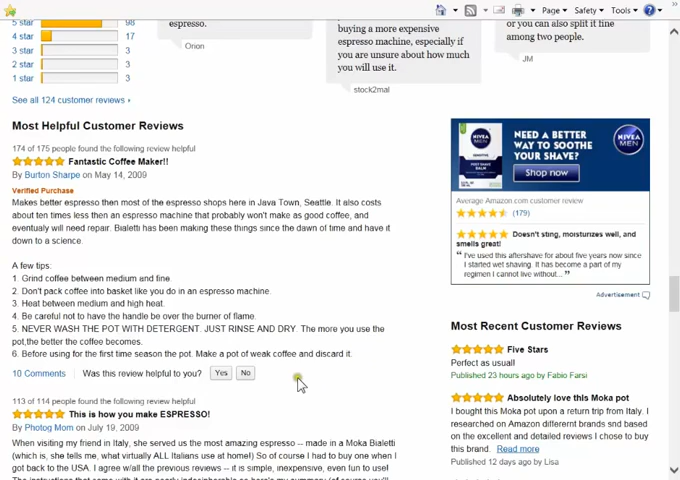 Page
Safety
Tools
5 star 98
4 star 17
3 star 3
2 star 3
1 star 3
See all 124 customer reviews ›
espresso.
Orion
buying a more expensive
espresso machine, especially if
you are unsure about how much
you will use it.
stock2mal
or you can also split it fine
among two people.
JM
Most Helpful Customer Reviews
174 of 175 people found the following review helpful
Fantastic Coffee Maker!!
By Burton Sharpe on May 14, 2009
Verified Purchase
Makes better espresso then most of the espresso shops here in Java Town, Seattle. It also costs
about ten times less then an espresso machine that probably won't make as good coffee, and
eventualy will need repair. Bialetti has been making these things since the dawn of time and have it
down to a science.
A few tips:
1. Grind coffee between medium and fine.
2. Don't pack coffee into basket like you do in an espresso machine.
3. Heat between medium and high heat.
4. Be careful not to have the handle be over the burner of flame.
5. NEVER WASH THE POT WITH DETERGENT. JUST RINSE AND DRY. The more you use the
pot,the better the coffee becomes.
6. Before using for the first time season the pot. Make a pot of weak coffee and discard it.
10 Comments Was this review helpful to you? Yes No
113 of 114 people found the following review helpful
This is how you make ESPRESSO!
By Photog Mom on July 19, 2009
When visiting my friend in Italy, she served us the most amazing espresso -- made in a Moka Bialetti
(which is, she tells me, what virtually ALL Italians use at home!) So of course I had to buy one when I
got back to the USA. I agree w/all the previous reviews -- it is simple, inexpensive, even fun to use!
NIVEA
MEN
NEED A BETTER
WAY TO SOOTHE
YOUR SHAVE?
Shop now
NIVEA
MEN
Average Amazon.com customer review
(179)
Doesn't sting, moisturizes well, and
smells great!
“ I've used this aftershave for about five years now since
I started wet shaving. It has become a part of my
regimen I cannot live without... ”
Advertisement
Most Recent Customer Reviews
Five Stars
Perfect as usual!
Published 23 hours ago by Fabio Farsi
Absolutely love this Moka pot
I bought this Moka pot upon a return trip from Italy. I
researched on Amazon differernt brands snd based
on the excellent and detailed reviews I chose to buy
this brand. Read more
Published 12 days ago by Lisa